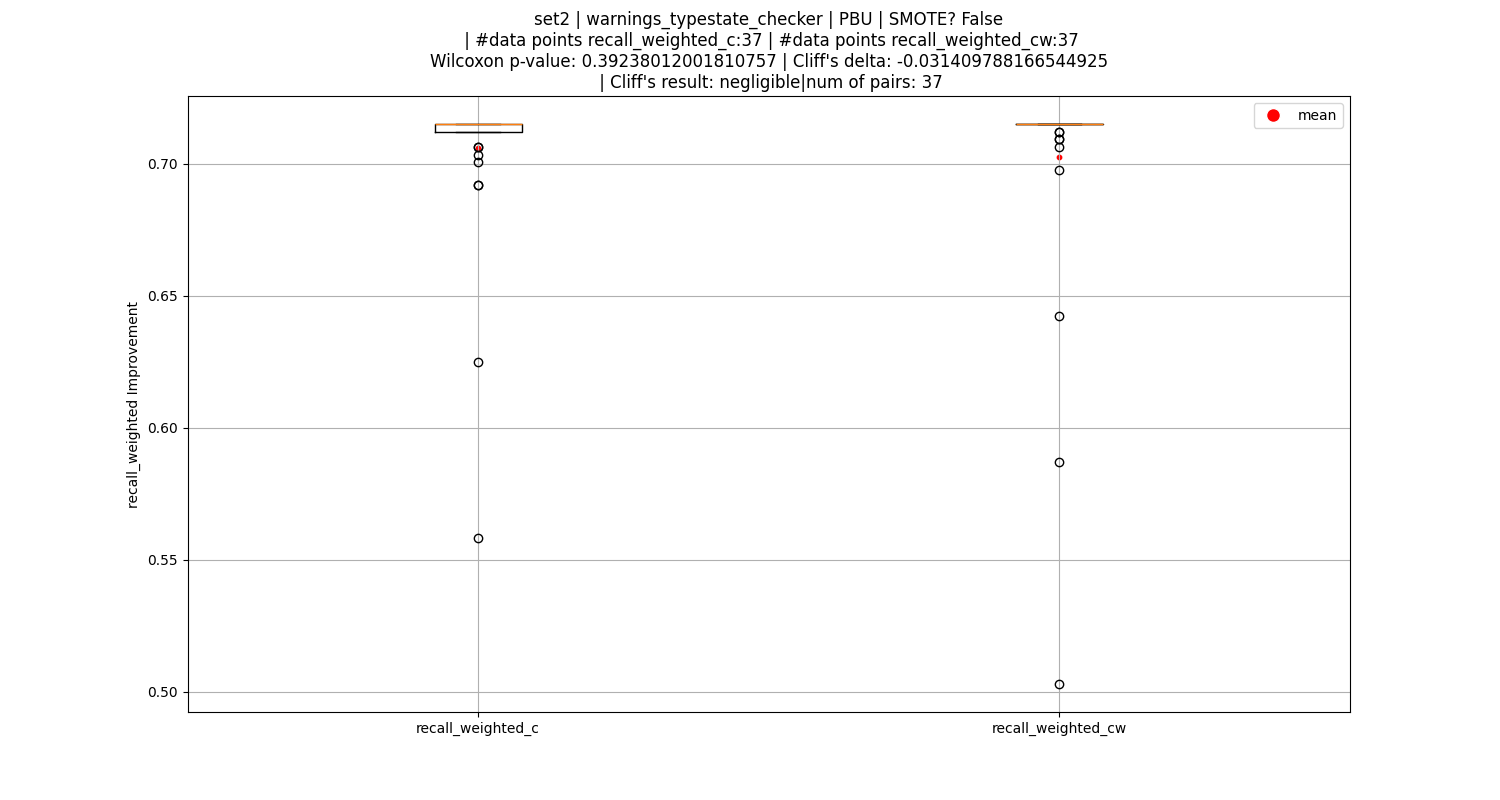 set2 | warnings_typestate_checker | PBU | SMOTE? False
| #data points recall_weighted_c:37 | #data points recall_weighted_cw:37
Wilcoxon p-value: 0.39238012001810757 | Cliff's delta: -0.031409788166544925
| Cliff's result: negligible|num of pairs: 37
mean
0.70
0.65
0.60
0.55
0.50
recall_weighted Improvement
recall_weighted_c
recall_weighted_cw